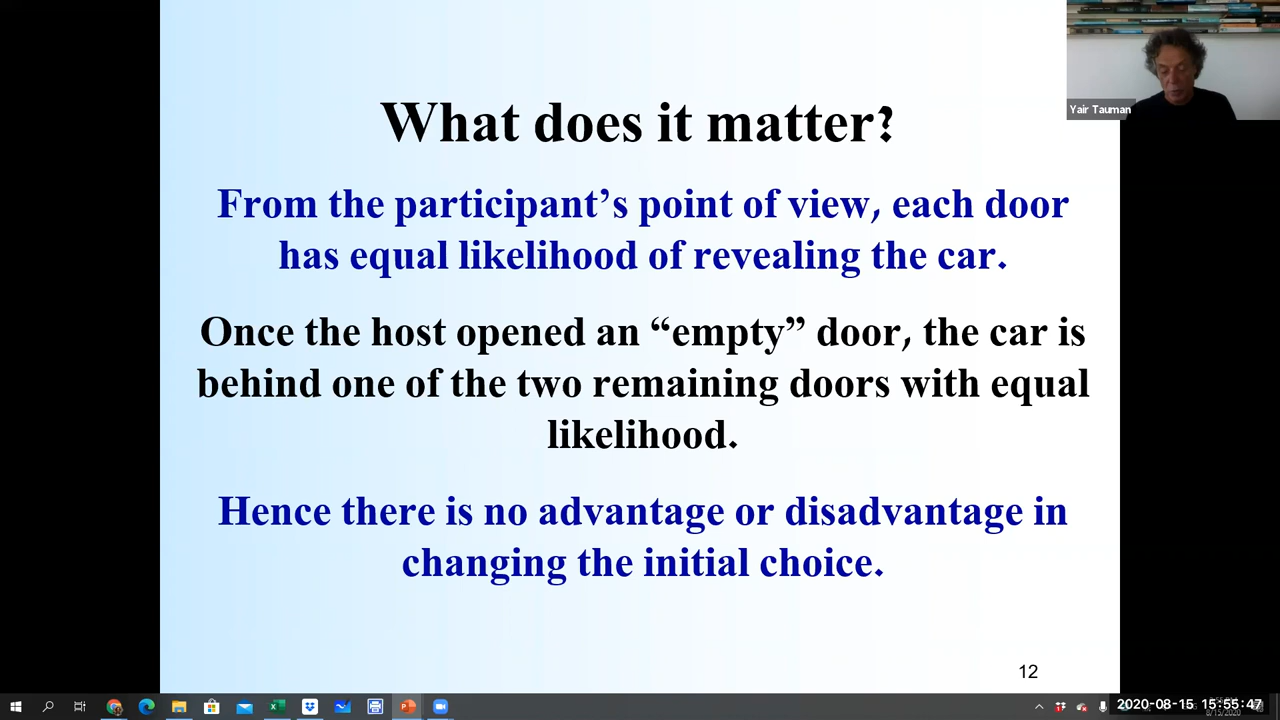 What does it matter?
From the participant’s point of view, each door
has equal likelihood of revealing the car.
Once the host opened an “empty” door, the car is
behind one of the two remaining doors with equal
likelihood.
Hence there is no advantage or disadvantage in
changing the initial choice.
12
Yair Tauman
2020-08-15 15:55:47